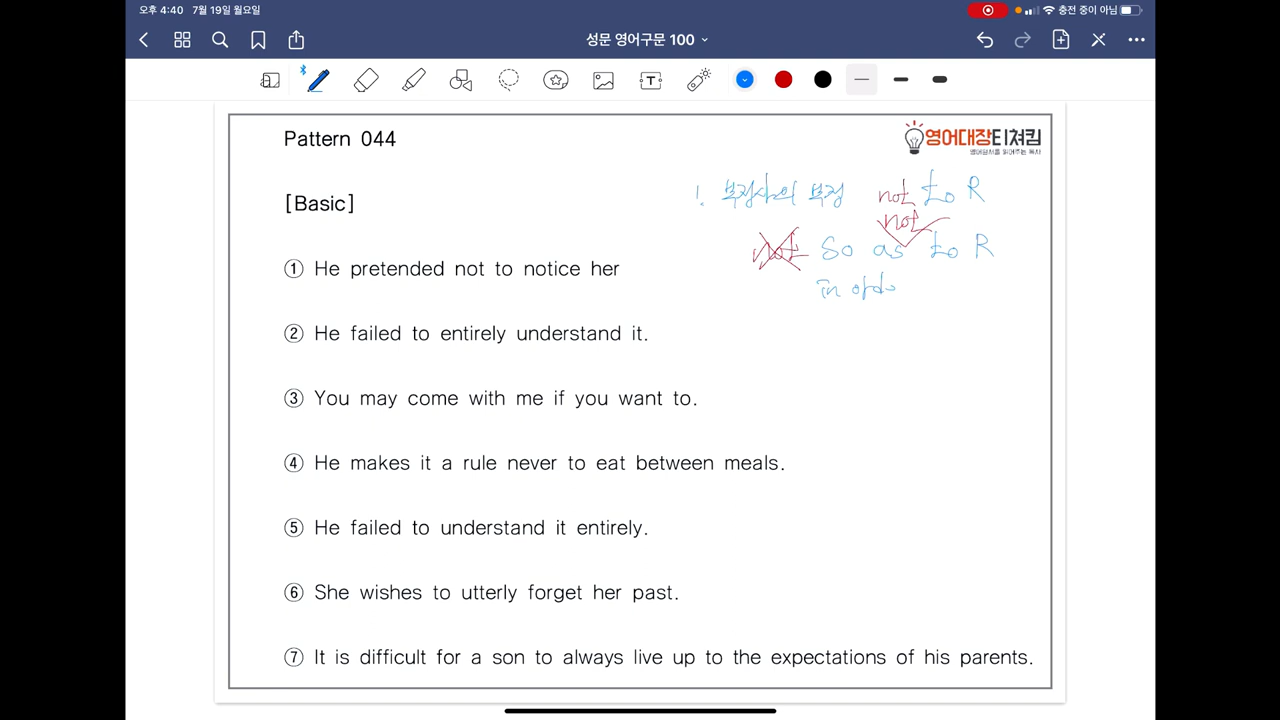 오후 4:40 7월 19일 월요일
충전 중이 아님
성문 영어구문 100
T
Pattern 044
영어대장티쳐킴
[Basic]
1. 부정사의 부정 not to R
not
not so as to R
in orde
① He pretended not to notice her
② He failed to entirely understand it.
③ You may come with me if you want to.
④ He makes it a rule never to eat between meals.
⑤ He failed to understand it entirely.
⑥ She wishes to utterly forget her past.
⑦ It is difficult for a son to always live up to the expectations of his parents.